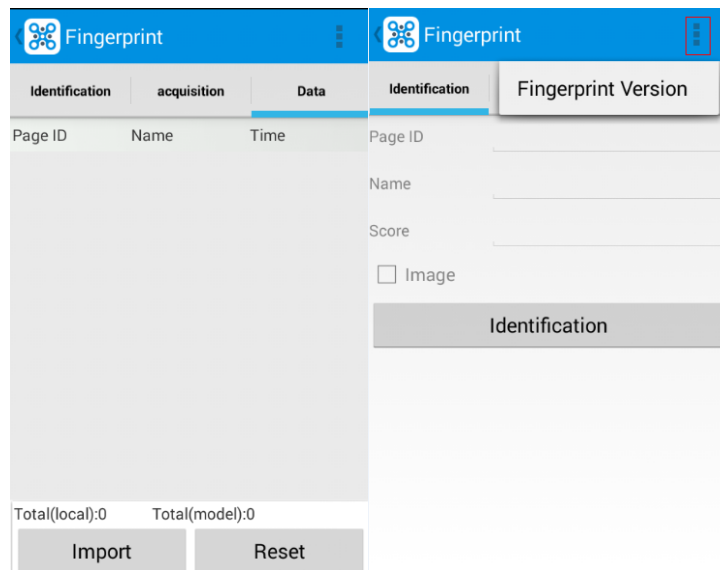 Fingerprint
Identification acquisition Data
Page ID Name Time
Total(local):0 Total(model):0
Import Reset
Fingerprint
Identification Fingerprint Version
Page ID
Name
Score
Image
Identification